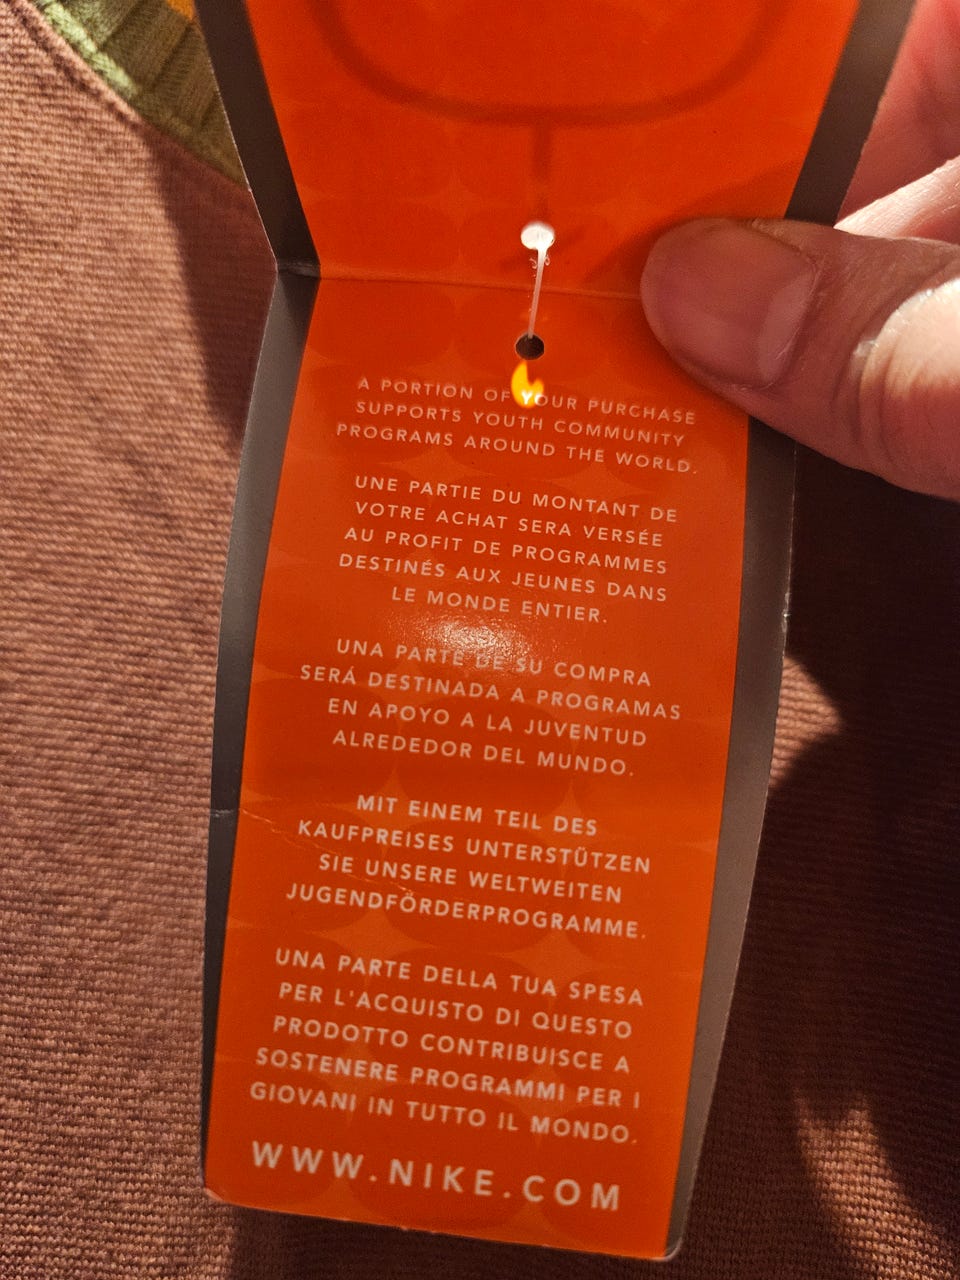 A PORTION OF YOUR PURCHASE
SUPPORTS YOUTH COMMUNITY
PROGRAMS AROUND THE WORLD.
UNE PARTIE DU MONTANT DE
VOTRE ACHAT SERA VERSÉE
AU PROFIT DE PROGRAMMES
DESTINÉS AUX JEUNES DANS
LE MONDE ENTIER.
UNA PARTE DE SU COMPRA
SERÁ DESTINADA A PROGRAMAS
EN APOYO A LA JUVENTUD
ALREDEDOR DEL MUNDO.
MIT EINEM TEIL DES
KAUFPREISES UNTERSTÜTZEN
SIE UNSERE WELTWEITEN
JUGENDFÖRDERPROGRAMME.
UNA PARTE DELLA TUA SPESA
PER L'ACQUISTO DI QUESTO
PRODOTTO CONTRIBUISCE A
SOSTENERE PROGRAMMI PER I
GIOVANI IN TUTTO IL MONDO.
WWW.NIKE.COM